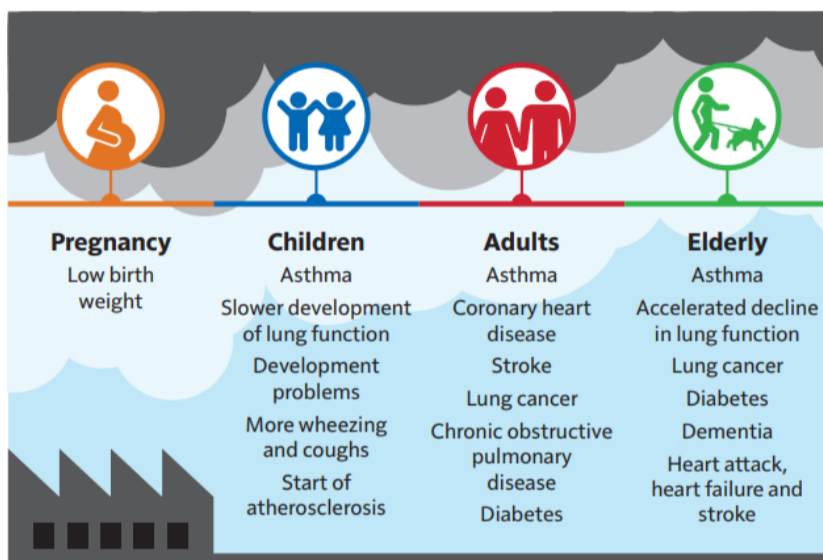 Pregnancy
Low birth
weight
Children
Asthma
Slower development
of lung function
Development
problems
More wheezing
and coughs
Start of
atherosclerosis
Adults
Asthma
Coronary heart
disease
Stroke
Lung cancer
Chronic obstructive
pulmonary
disease
Diabetes
Elderly
Asthma
Accelerated decline
in lung function
Lung cancer
Diabetes
Dementia
Heart attack,
heart failure and
stroke